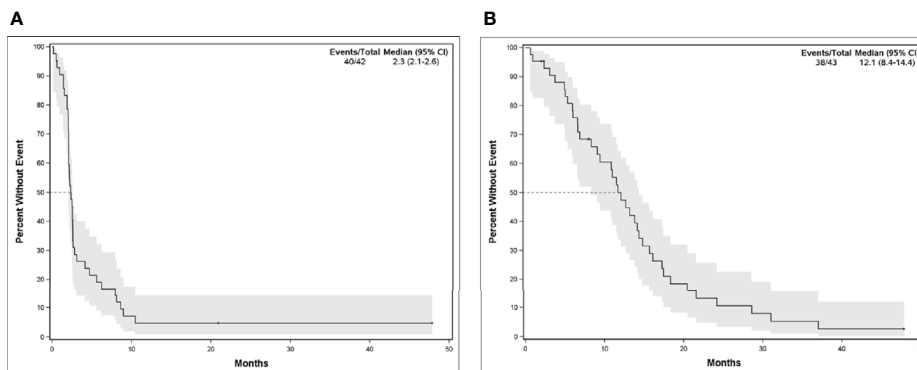 A
Events/Total Median (95% CI)
40/42 2.3 (2.1-2.6)
Percent Without Event
100
90
80
70
60
50
40
30
20
10
0
0 10 20 30 40 50
Months
B
Events/Total Median (95% CI)
38/43 12.1 (8.4-14.4)
Percent Without Event
100
90
80
70
60
50
40
30
20
10
0
0 10 20 30 40
Months